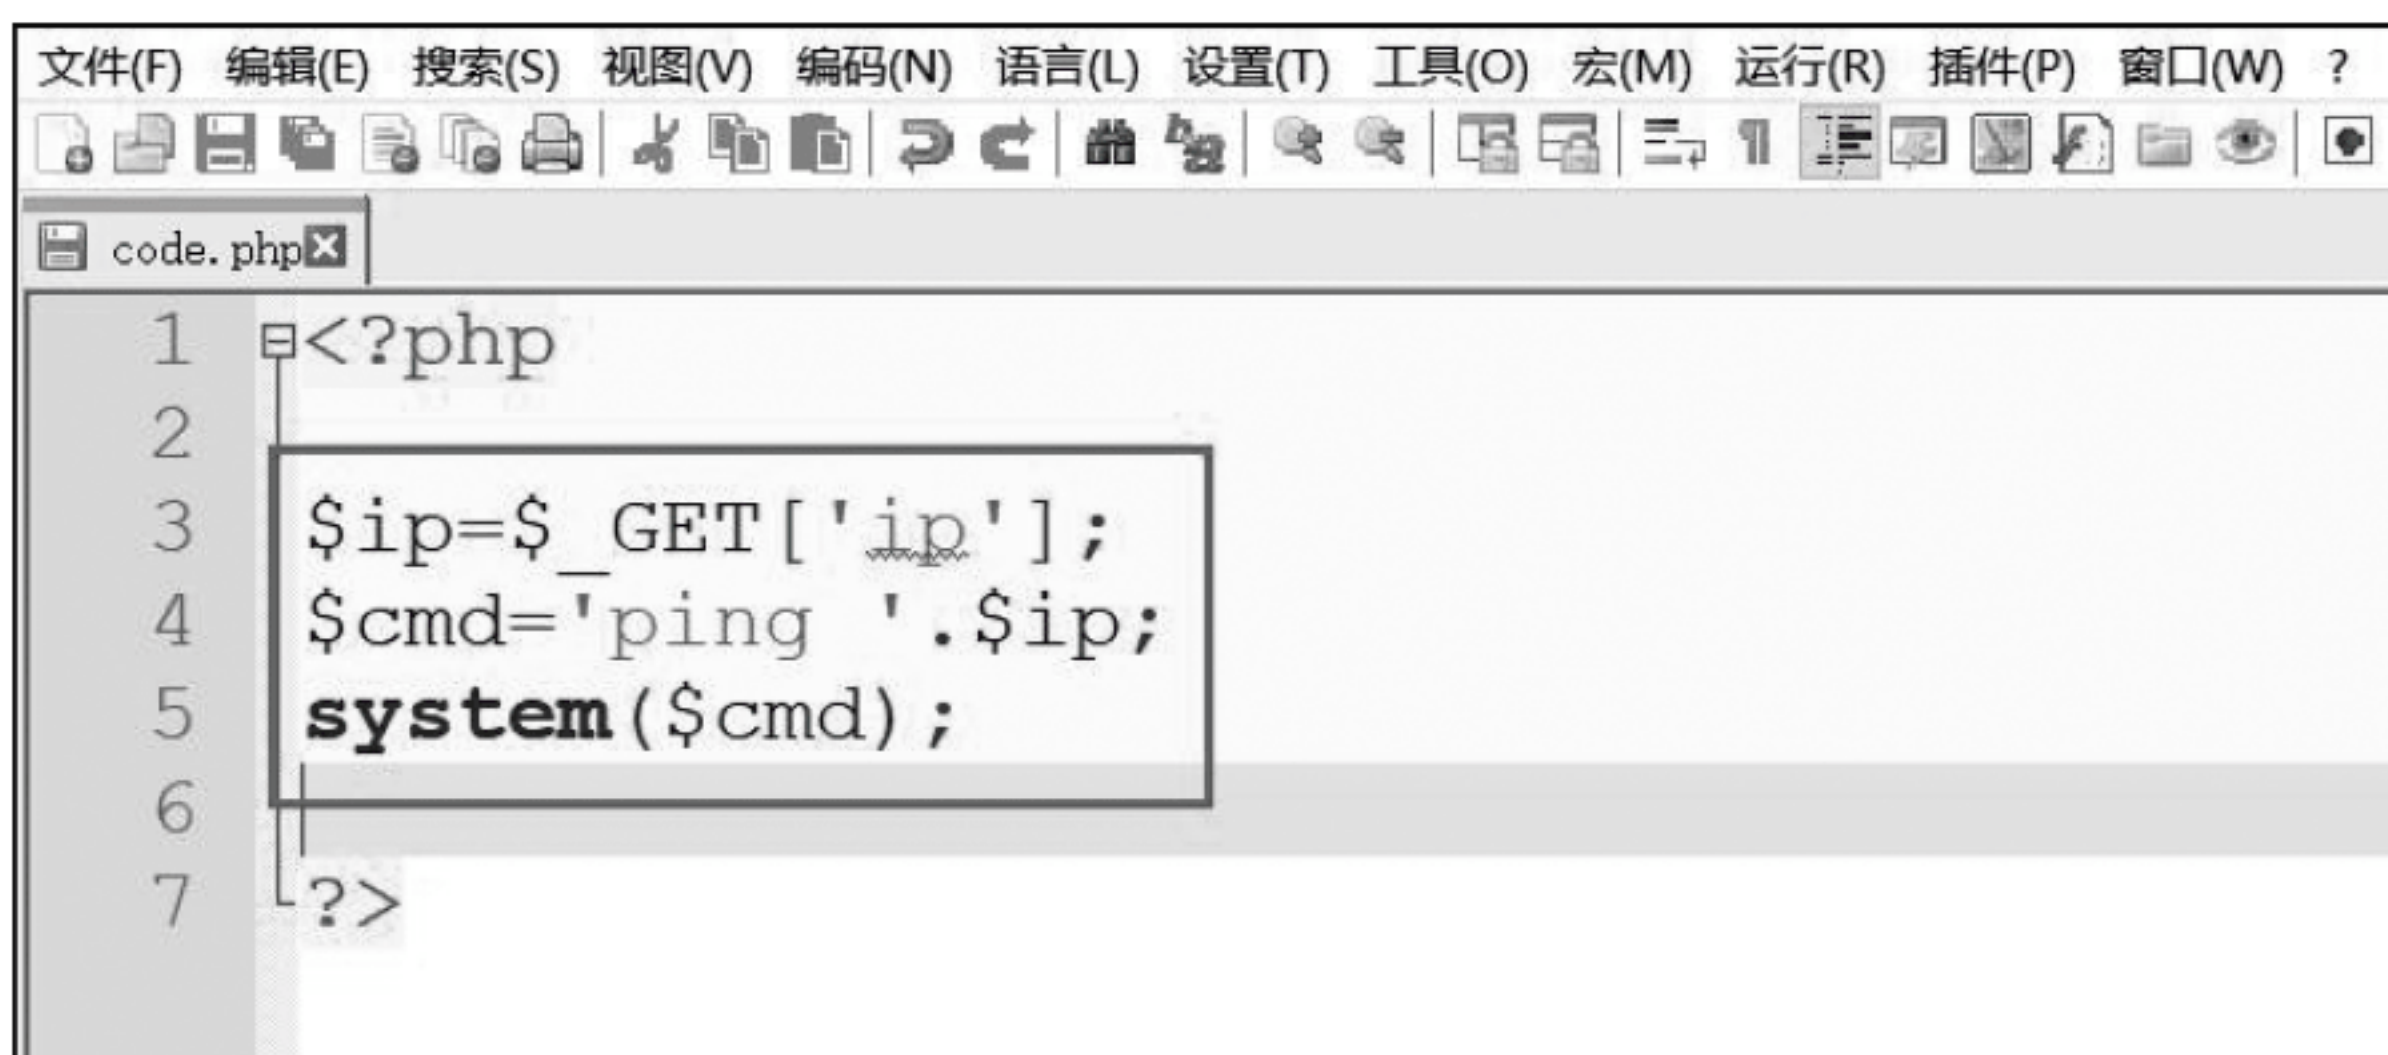 文件(F) 编辑(E) 搜索(S) 视图(V) 编码(N) 语言(L) 设置(T) 工具(O) 宏(M) 运行(R) 插件(P) 窗口(W) ?
code.php
1 <?php
2
3 $ip=$_GET['ip'];
4 $cmd='ping '.$ip;
5 system($cmd);
6
7 ?>